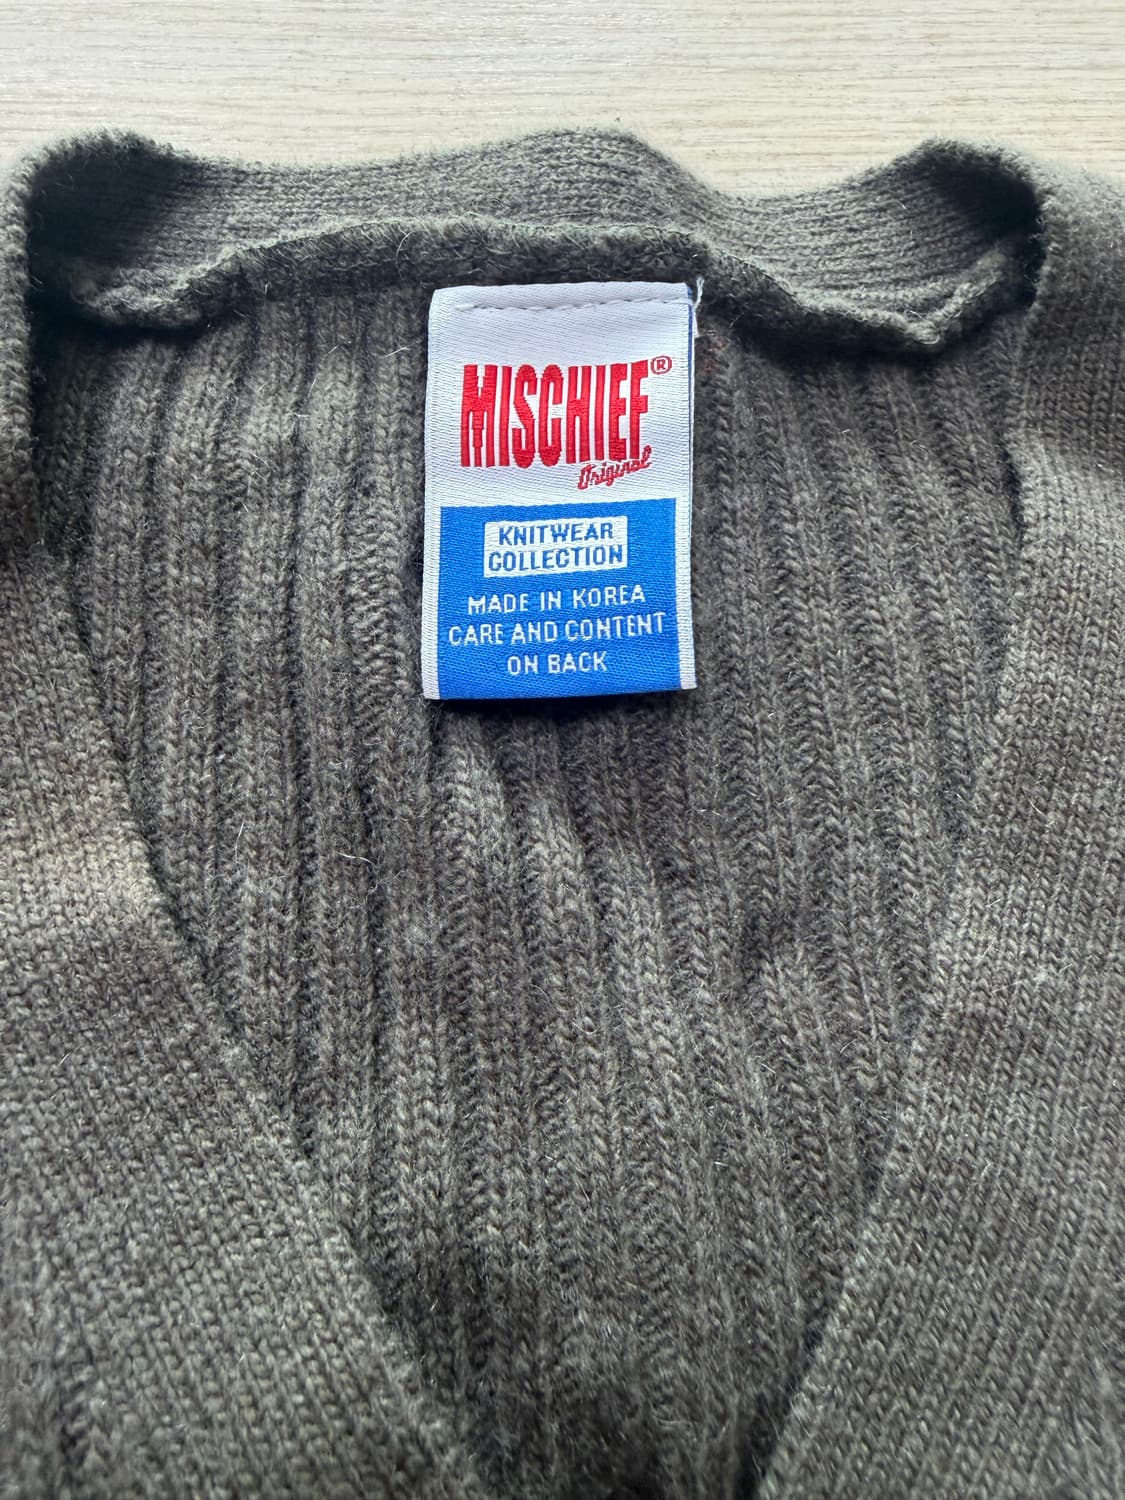 MISCHIEF®
Original
KNITWEAR
COLLECTION
MADE IN KOREA
CARE AND CONTENT
ON BACK